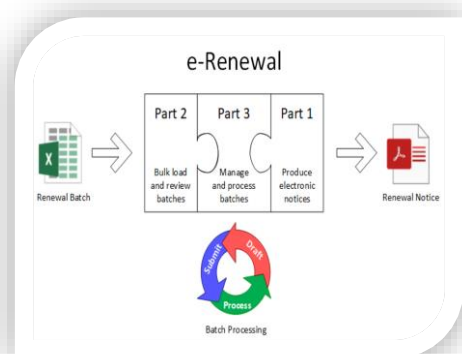 e-Renewal
Part 2
Part 3
Part 1
X
Bulk load
and review
batches
Manage
and process
batches
Produce
electronic
notices
Renewal Batch
Renewal Notice
Submit
Draft
Process
Batch Processing